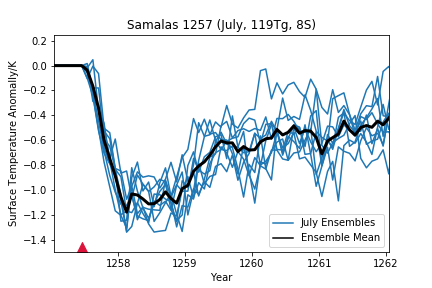 Samalas 1257 (July, 119Tg, 8S)
Surface Temperature Anomally/K
0.2
0.0
−0.2
−0.4
−0.6
−0.8
−1.0
−1.2
−1.4
July Ensembles
Ensemble Mean
1258 1259 1260 1261 1262
Year